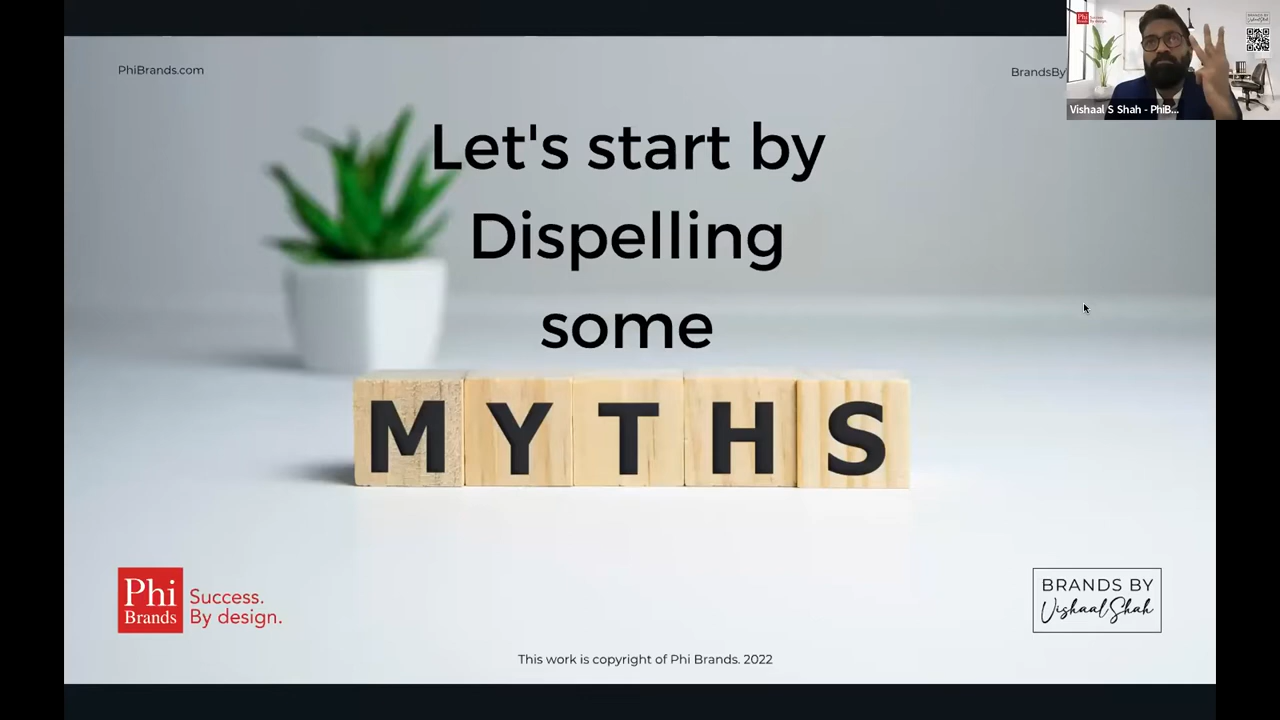 PhiBrands.com
BrandsBy
Let's start by
Dispelling
some
MYTHS
Vishaal S Shah - PhiB...
Phi
Brands
Success.
By design.
BRANDS BY
Vishaal Shah
This work is copyright of Phi Brands. 2022